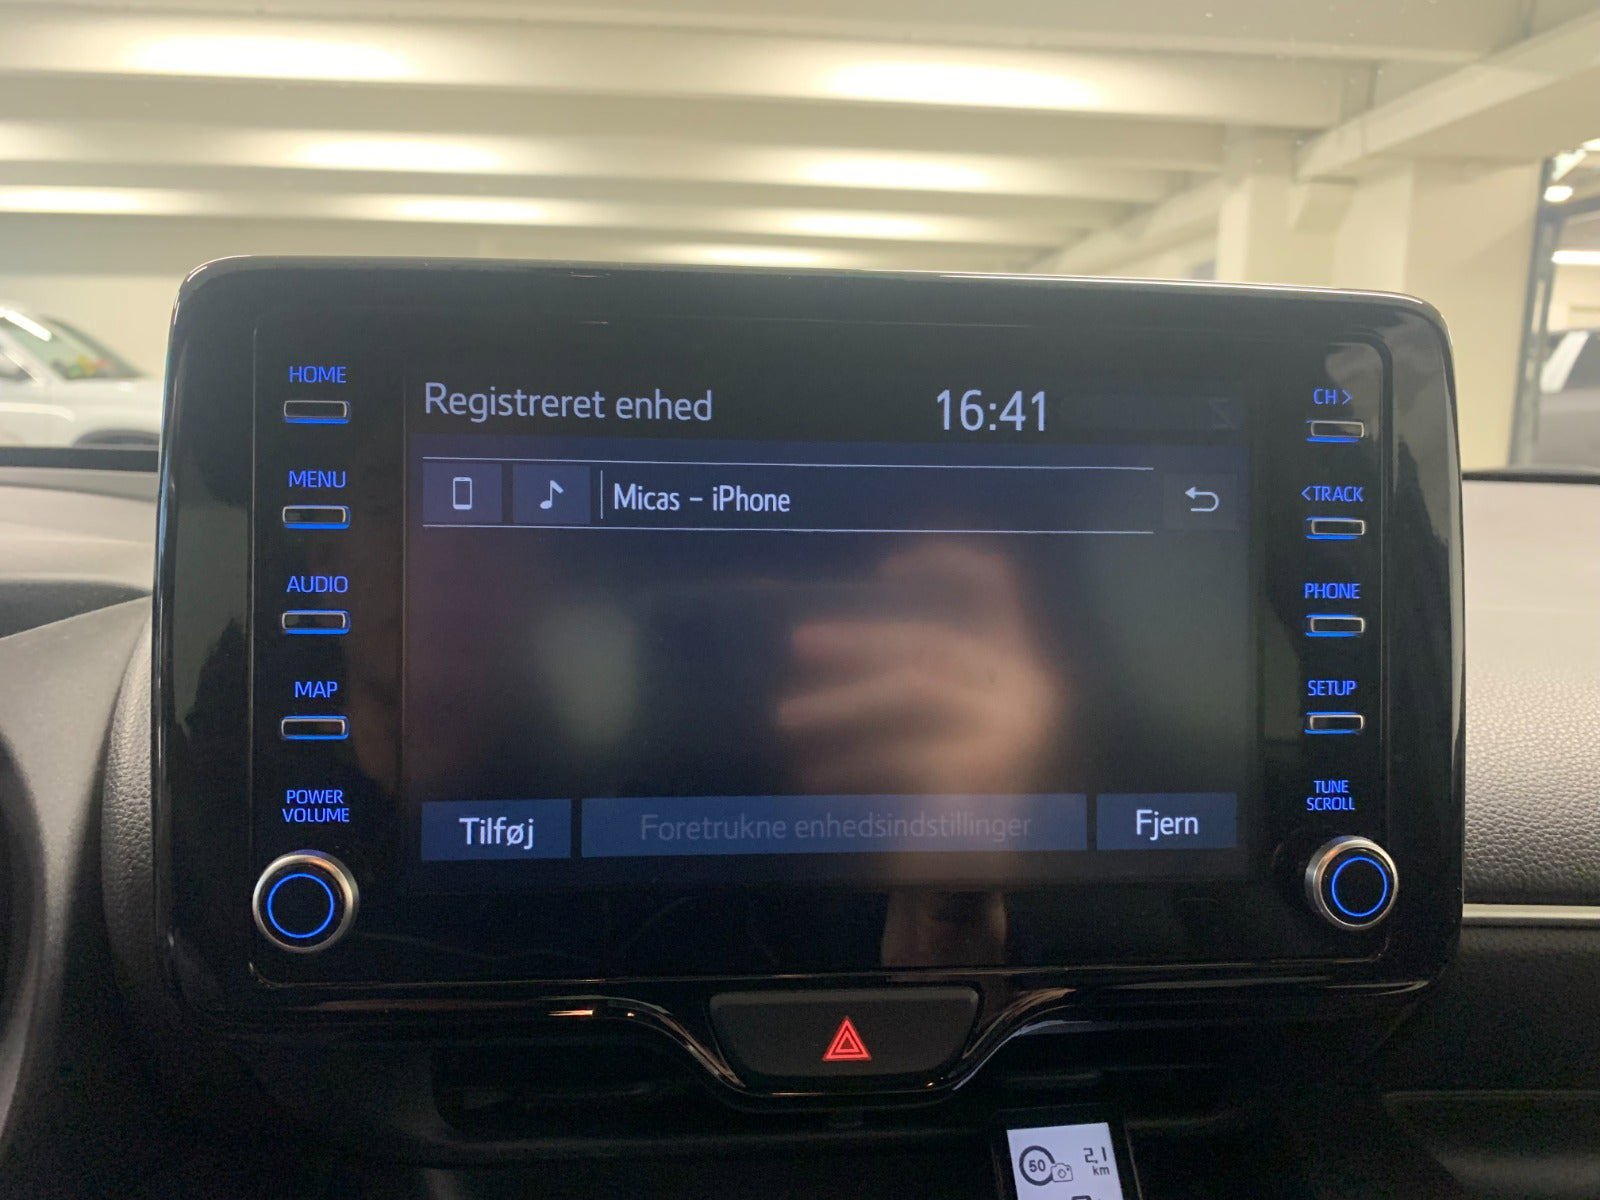 HOME
MENU
AUDIO
MAP
POWER
VOLUME
Registreret enhed
16:41
Micas – iPhone
Tilføj
Foretrukne enhedsindstillinger
Fjern
CH >
<TRACK
PHONE
SETUP
TUNE
SCROLL
50
2.1
km